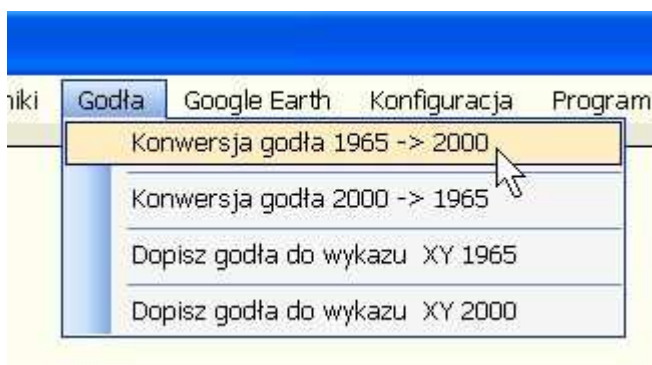 Godła Google Earth Konfiguracja Program
Konwersja godła 1965 -> 2000
Konwersja godła 2000 -> 1965
Dopisz godła do wykazu XY 1965
Dopisz godła do wykazu XY 2000